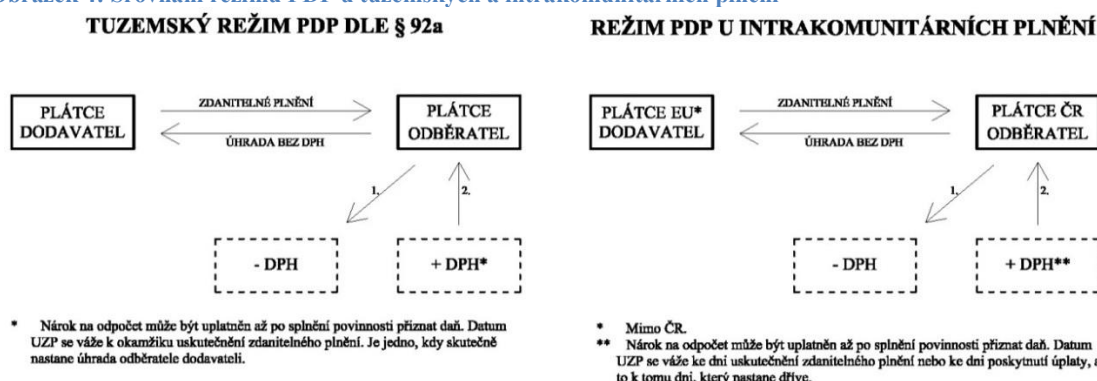 TUZEMSKÝ REŽIM PDP DLE § 92a
PLÁTCE
DODAVATEL
ZDANITELNÉ PLNĚNÍ
ÚHRADA BEZ DPH
PLÁTCE
ODBĚRATEL
1.
2.
- DPH
+ DPH*
* Nárok na odpočet může být uplatněn až po splnění povinnosti přiznat daň. Datum
UZP se váže k okamžiku uskutečnění zdanitelného plnění. Je jedno, kdy skutečně
nastane úhrada odběratele dodavateli.
REŽIM PDP U INTRAKOMUNITÁRNÍCH PLNĚNÍ
PLÁTCE EU*
DODAVATEL
ZDANITELNÉ PLNĚNÍ
ÚHRADA BEZ DPH
PLÁTCE ČR
ODBĚRATEL
1.
2.
- DPH
+ DPH**
* Mimo ČR.
** Nárok na odpočet může být uplatněn až po splnění povinnosti přiznat daň. Datum
UZP se váže ke dni uskutečnění zdanitelného plnění nebo ke dni poskytnutí úplaty, a
to k tomu dni, který nastane dříve.